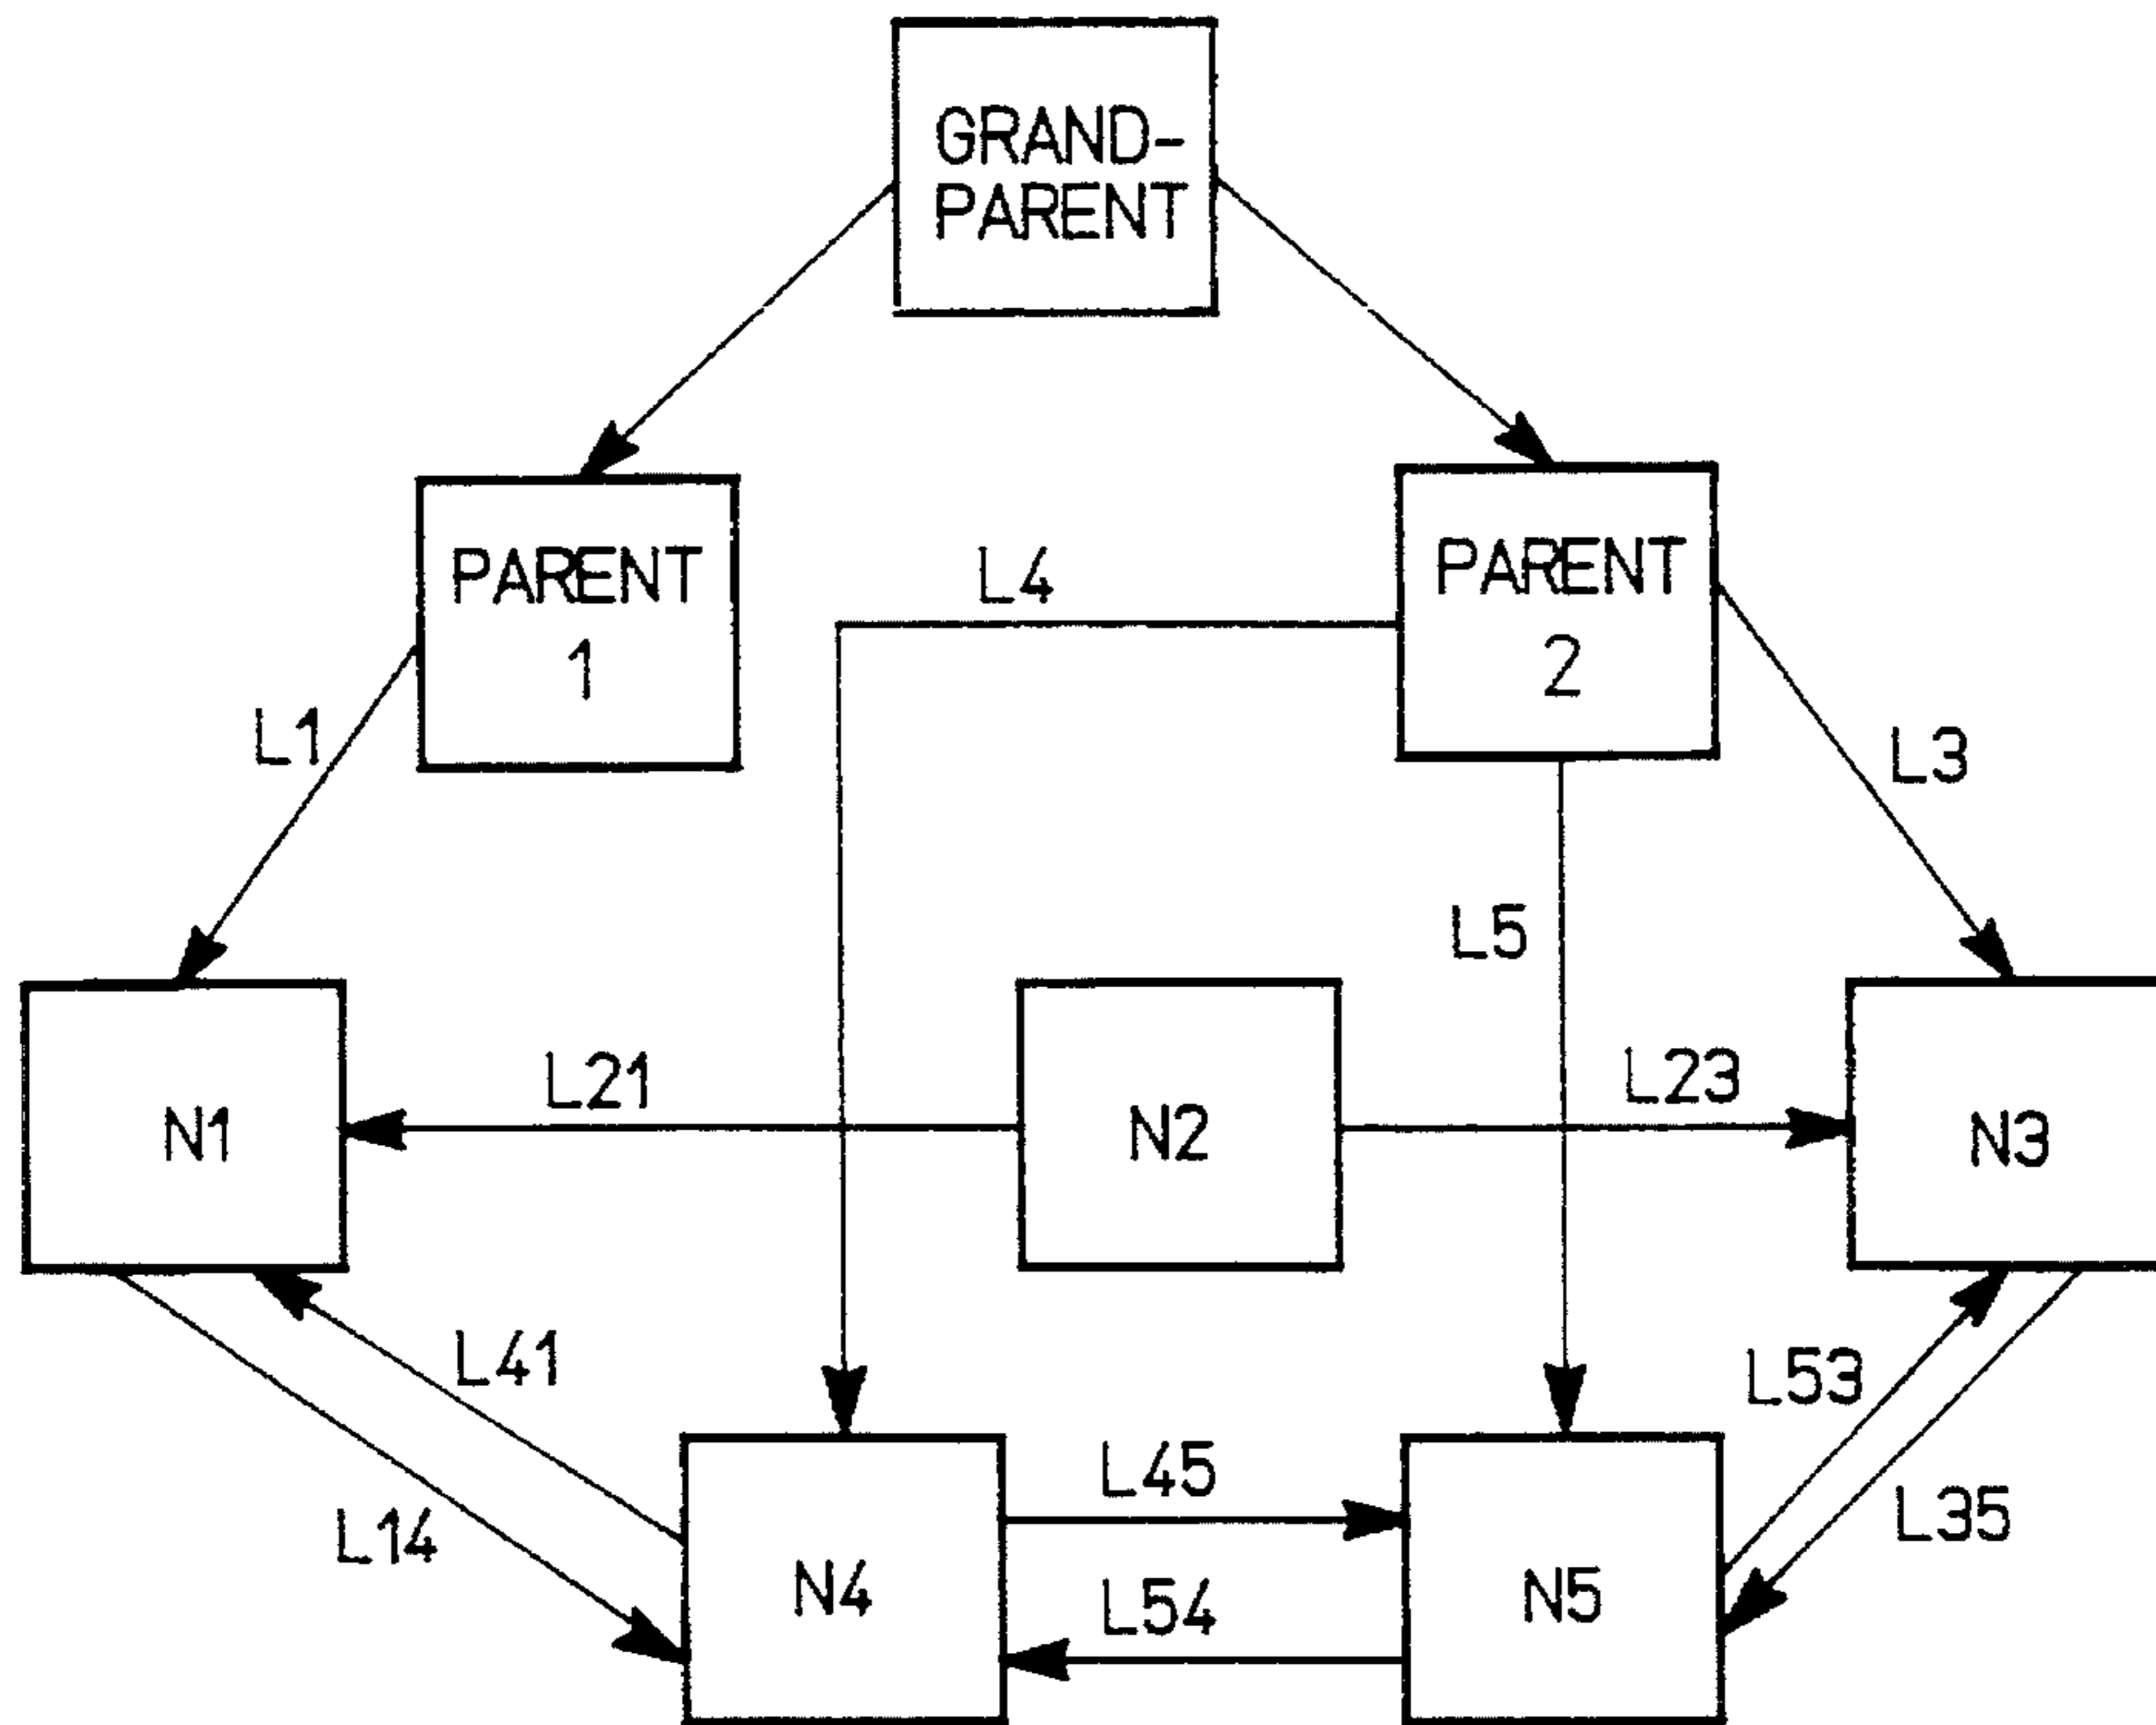 GRAND-
PARENT
PARENT
1
L4
PARENT
2
L1
L3
L5
N1
L21
N2
L23
N3
L41
L14
L53
L35
L45
N4
L54
N5